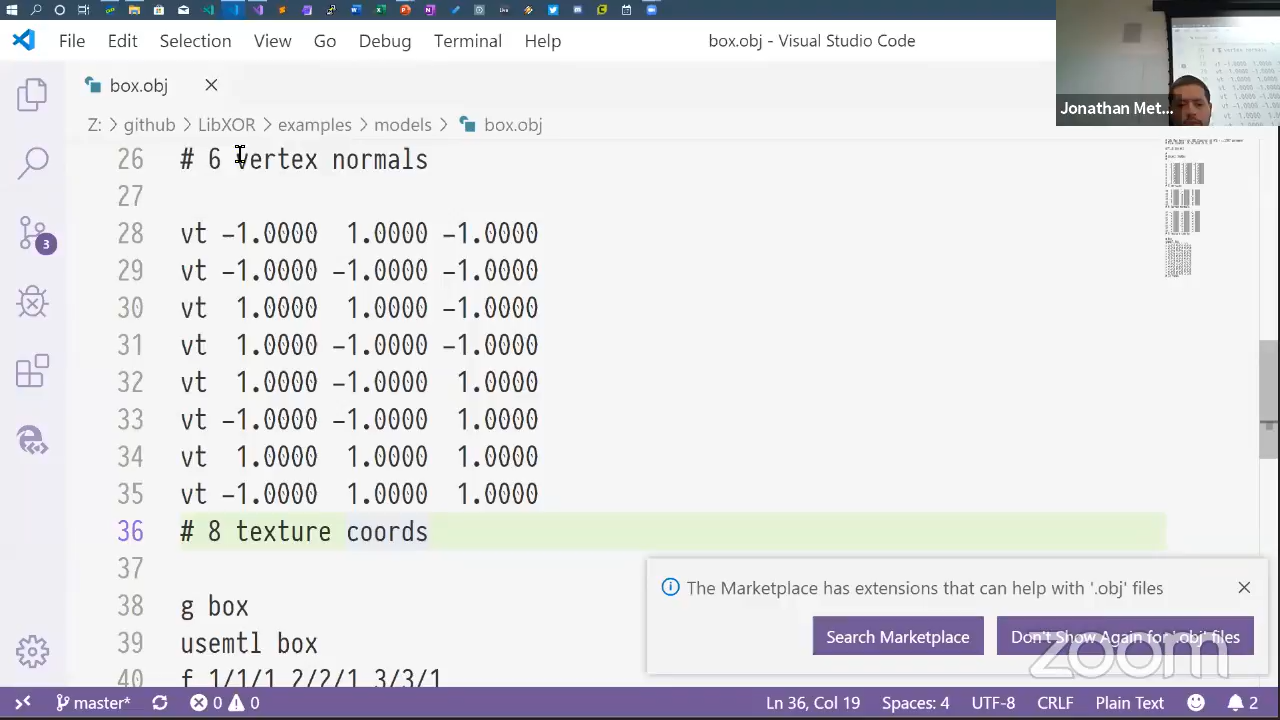 File Edit Selection View Go Debug Terminal Help box.obj - Visual Studio Code
Jonathan Met...
box.obj
Z: > github > LibXOR > examples > models > box.obj
26 # 6 vertex normals
27
28 vt -1.0000 1.0000 -1.0000
29 vt -1.0000 -1.0000 -1.0000
30 vt 1.0000 1.0000 -1.0000
31 vt 1.0000 -1.0000 -1.0000
32 vt 1.0000 -1.0000 1.0000
33 vt -1.0000 -1.0000 1.0000
34 vt 1.0000 1.0000 1.0000
35 vt -1.0000 1.0000 1.0000
36 # 8 texture coords
37
38 g box
39 usemtl box
40 f 1/1/1 2/2/1 3/3/1
3
The Marketplace has extensions that can help with '.obj' files
Search Marketplace Don't Show Again for '.obj' files
zoom
master* 0 0 Ln 36, Col 19 Spaces: 4 UTF-8 CRLF Plain Text 2